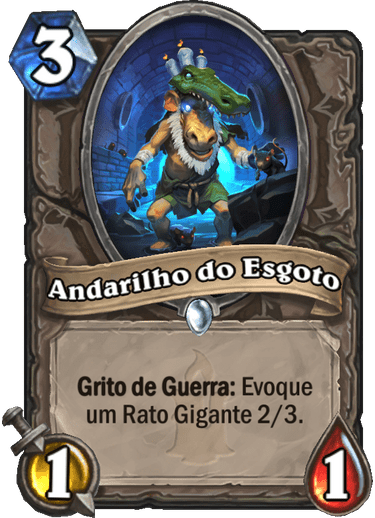 3
Andarilho do Esgoto
Grito de Guerra: Evoque
um Rato Gigante 2/3.
1
1